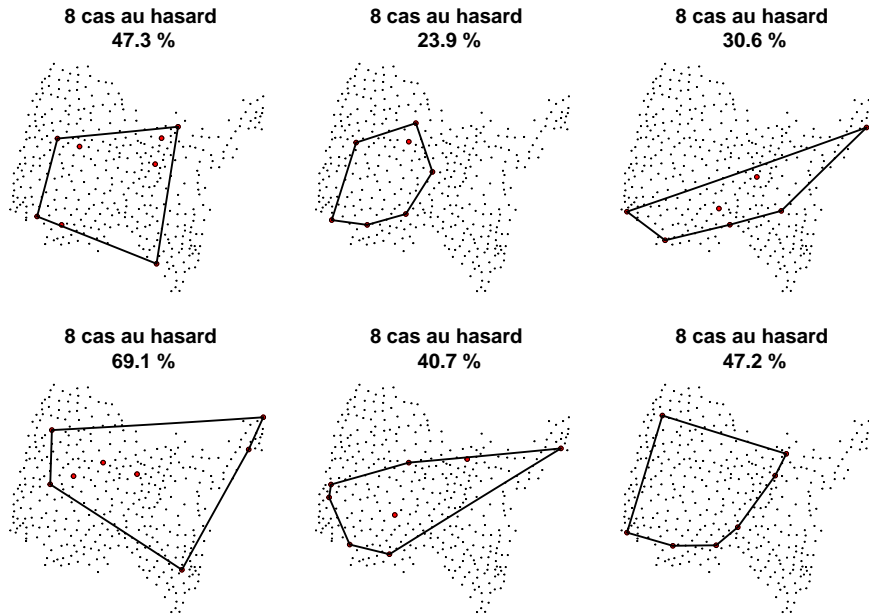 8 cas au hasard
47.3 %
8 cas au hasard
23.9 %
8 cas au hasard
30.6 %
8 cas au hasard
69.1 %
8 cas au hasard
40.7 %
8 cas au hasard
47.2 %